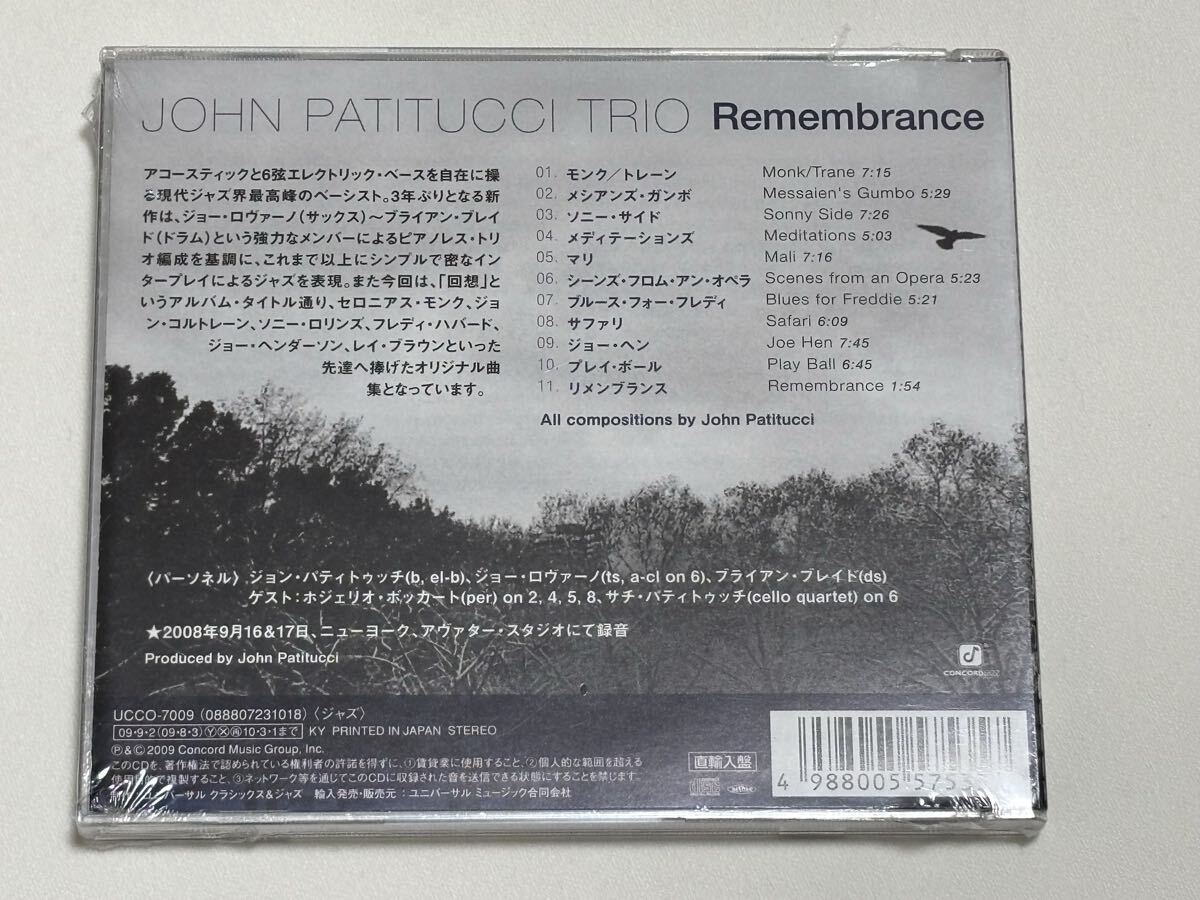 JOHN PATITUCCI TRIO Remembrance
アコースティックと6弦エレクトリック・ベースを自在に操
る現代ジャズ界最高峰のベーシスト。3年ぶりとなる新
作は、ジョー・ロヴァーノ(サックス)〜ブライアン・ブレイ
ド(ドラム)という強力なメンバーによるピアノレス・トリ
オ編成を基調に、これまで以上にシンプルで密なイン
タープレイによるジャズを表現。また今回は、「回想」と
いうアルバム・タイトル通り、セロニアス・モンク、ジョ
ン・コルトレーン、ソニー・ロリンズ、フレディ・ハバード、
ジョー・ヘンダーソン、レイ・ブラウンといった
先達へ捧げたオリジナル曲
集となっています。
01. モンク/トレーン Monk/Trane 7:15
02. メシアンズ・ガンボ Messaien's Gumbo 5:29
03. ソニー・サイド Sonny Side 7:26
04. メディテーションズ Meditations 5:03
05. マリ Mali 7:16
06. シーンズ・フロム・アン・オペラ Scenes from an Opera 5:23
07. ブルース・フォー・フレディ Blues for Freddie 5:21
08. サファリ Safari 6:09
09. ジョー・ヘン Joe Hen 7:45
10. プレイ・ボール Play Ball 6:45
11. リメンブランス Remembrance 1:54
All compositions by John Patitucci
〈パーソネル〉ジョン・パティトゥッチ(b, el-b)、ジョー・ロヴァーノ(ts, a-cl on 6)、ブライアン・ブレイド(ds)
ゲスト:ホジェリオ・ボッカート(per) on 2, 4, 5, 8、サチ・パティトゥッチ(cello quartet) on 6
★2008年9月16&17日、ニューヨーク、アヴァター・スタジオにて録音
Produced by John Patitucci
CONCORD JAZZ
UCCO-7009 (088807231018)〈ジャズ〉
09・9・2(09・8・3)Ⓨ Ⓧ ㊢10・3・1まで KY PRINTED IN JAPAN STEREO
Ⓟ&© 2009 Concord Music Group, Inc.
このCDを、著作権法で認められている権利者の許諾を得ずに、①賃貸業に使用すること、②個人的な範囲を超える
使用目的で複製すること、③ネットワーク等を通じてこのCDに収録された音を送信できる状態にすることを禁じます。
ユニバーサル クラシックス&ジャズ 輸入発売・販売元:ユニバーサル ミュージック合同会社
直輸入盤
4 988005 575